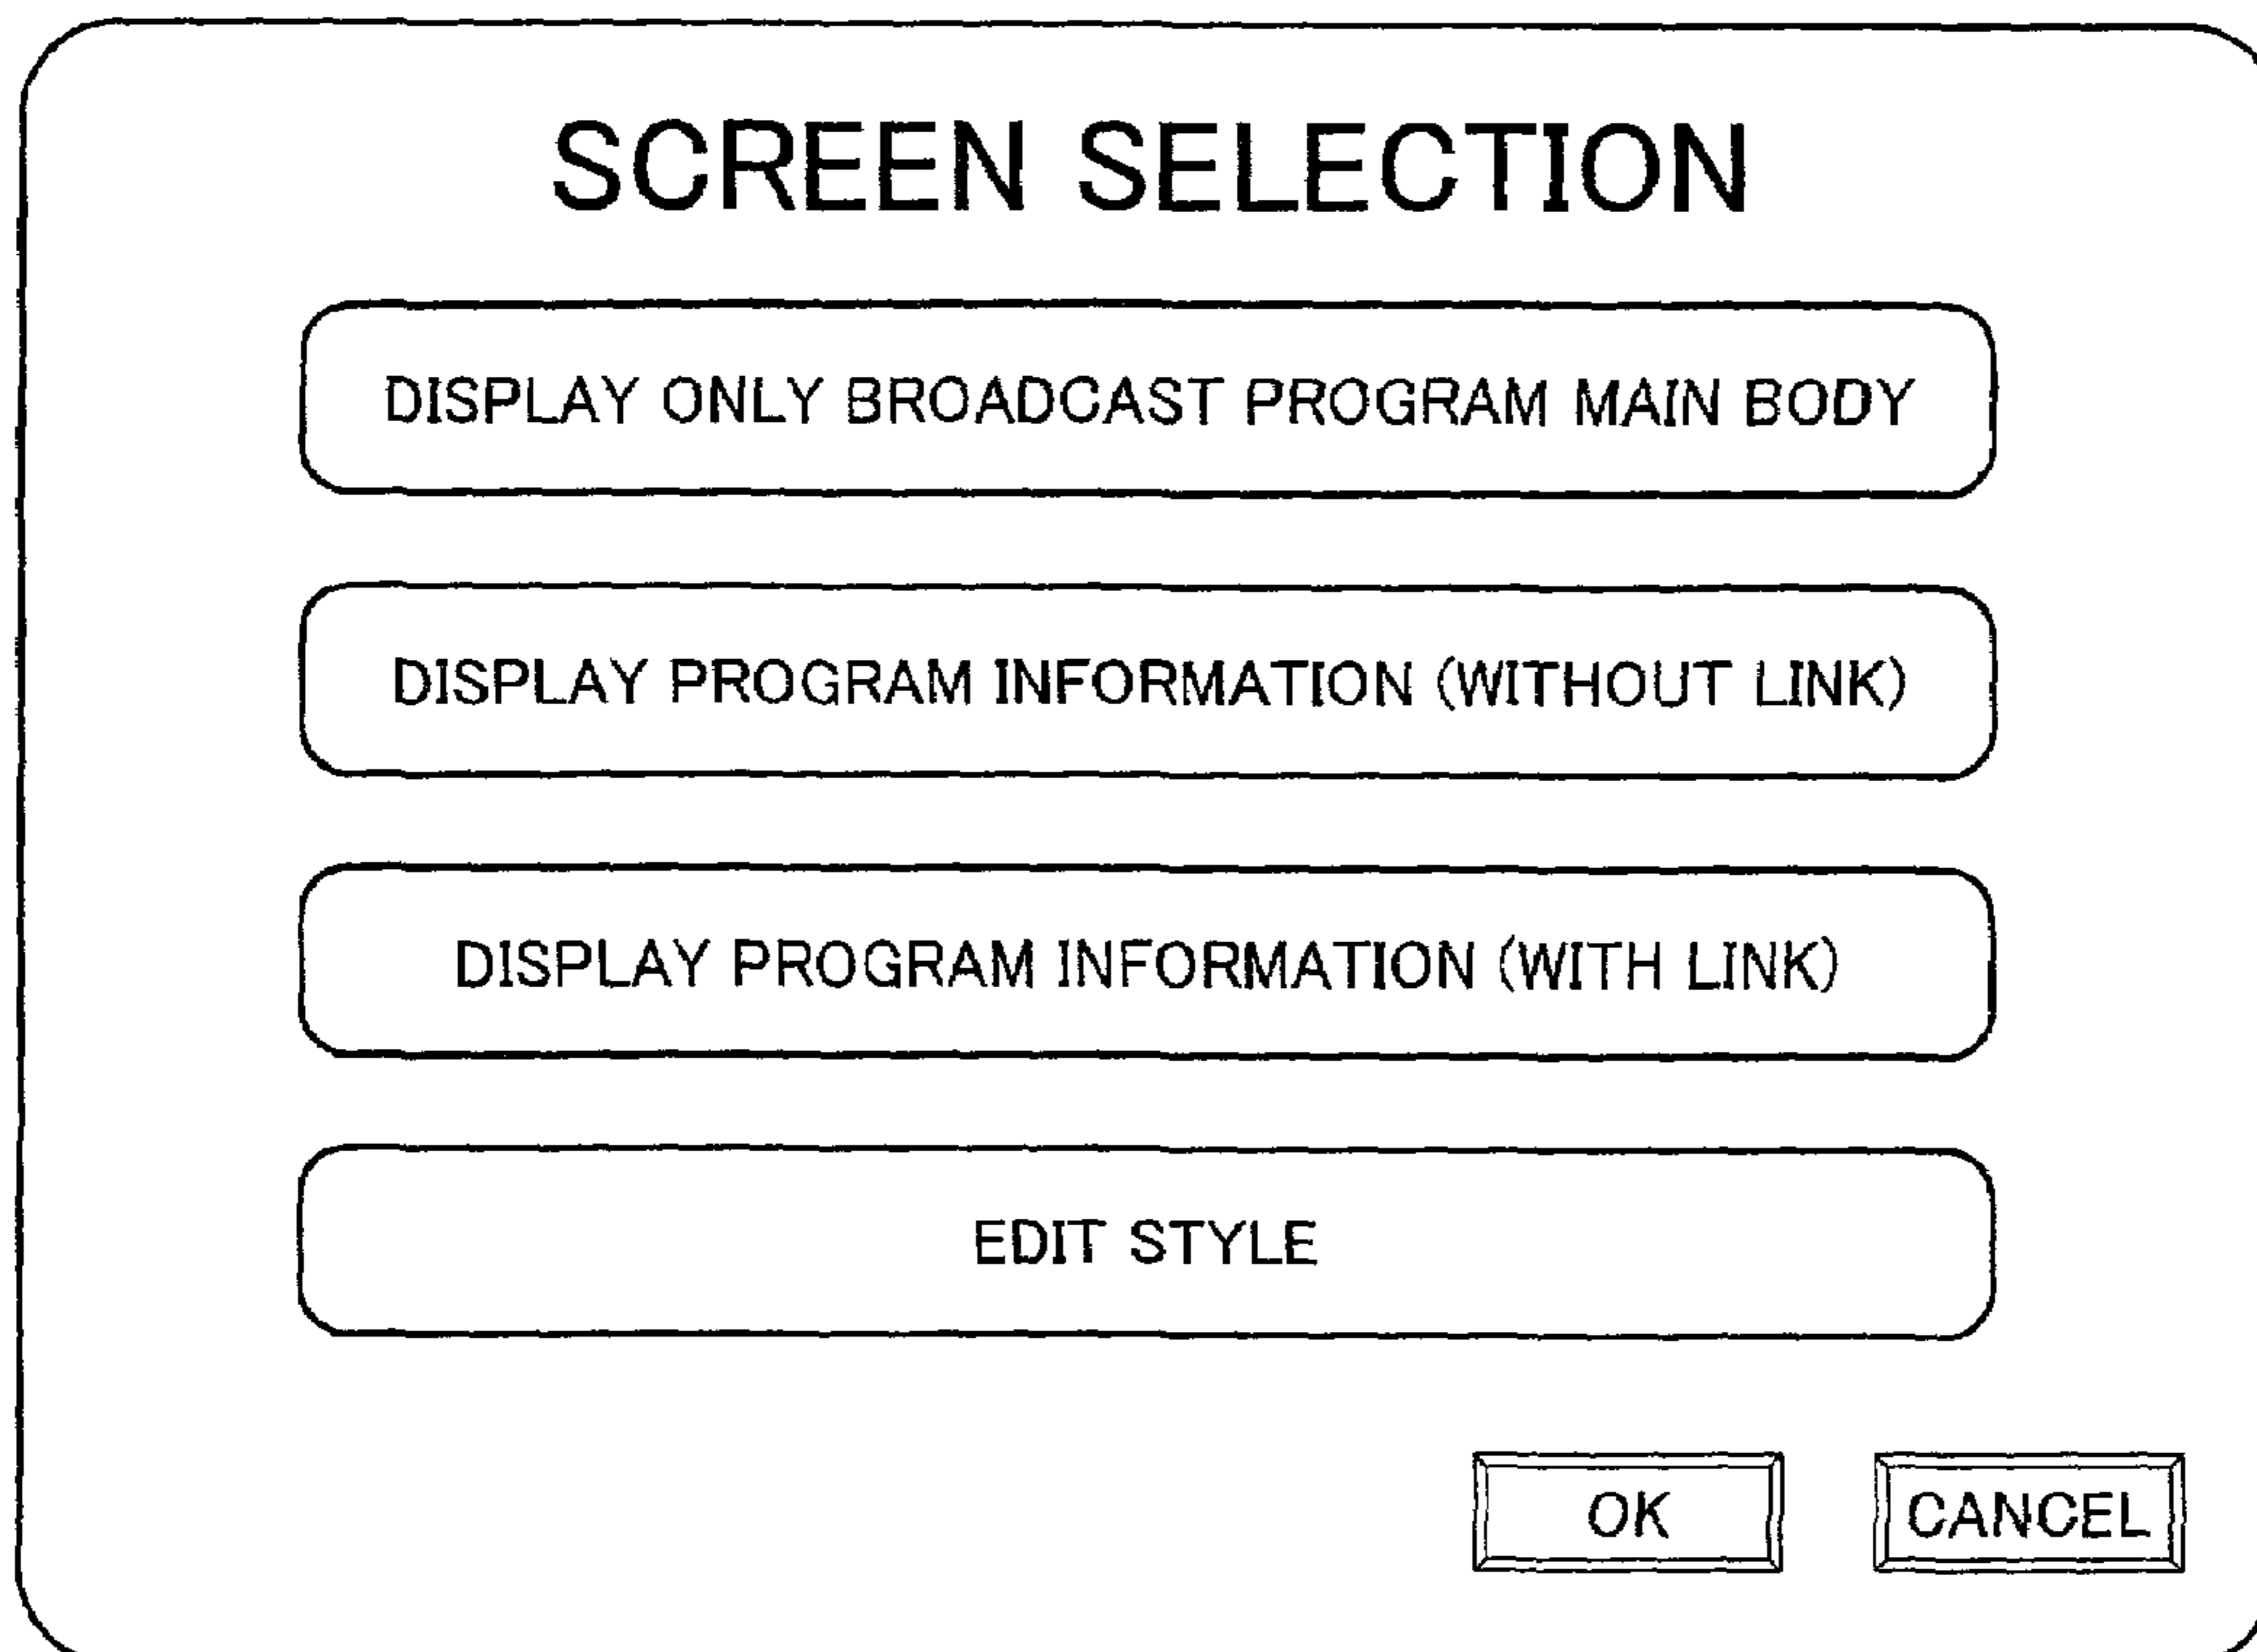 SCREEN SELECTION
DISPLAY ONLY BROADCAST PROGRAM MAIN BODY
DISPLAY PROGRAM INFORMATION (WITHOUT LINK)
DISPLAY PROGRAM INFORMATION (WITH LINK)
EDIT STYLE
OK CANCEL